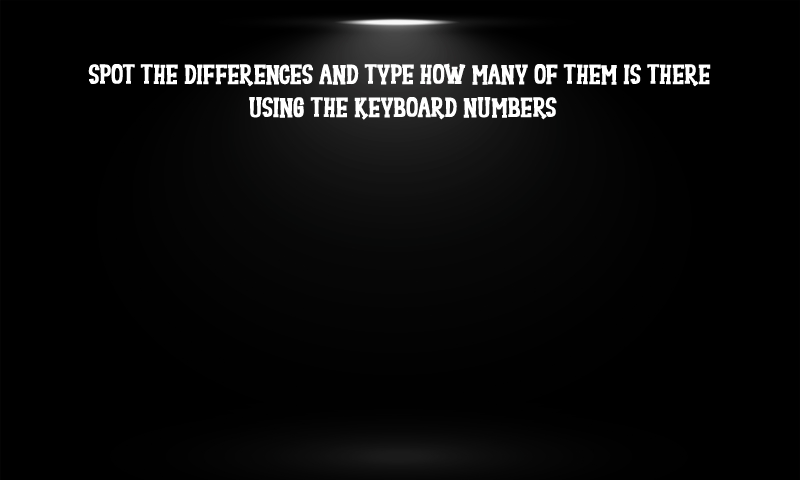 SPOT THE DIFFERENCES AND TYPE HOW MANY OF THEM IS THERE
USING THE KEYBOARD NUMBERS